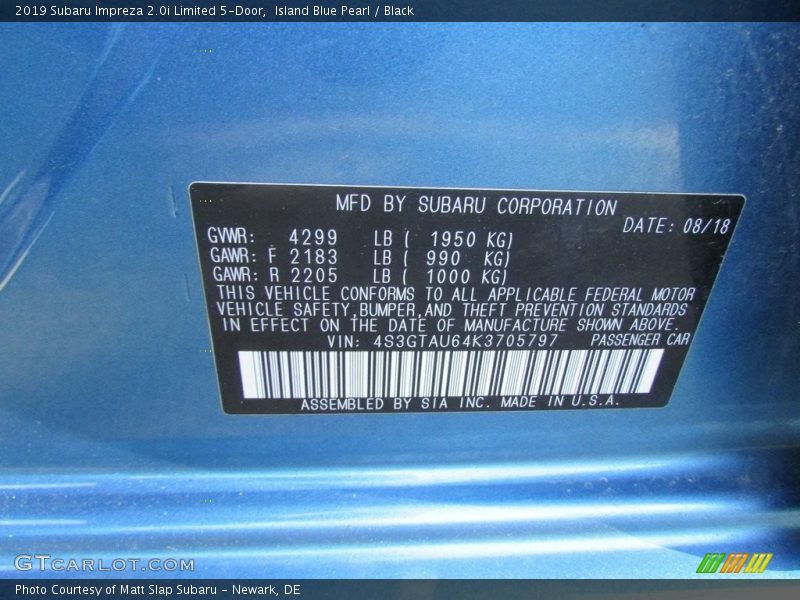 2019 Subaru Impreza 2.0i Limited 5-Door, Island Blue Pearl / Black
MFD BY SUBARU CORPORATION
DATE: 08/18
GVWR: 4299 LB ( 1950 KG)
GAWR: F 2183 LB ( 990 KG)
GAWR: R 2205 LB ( 1000 KG)
THIS VEHICLE CONFORMS TO ALL APPLICABLE FEDERAL MOTOR
VEHICLE SAFETY,BUMPER,AND THEFT PREVENTION STANDARDS
IN EFFECT ON THE DATE OF MANUFACTURE SHOWN ABOVE.
VIN: 4S3GTAU64K3705797 PASSENGER CAR
ASSEMBLED BY SIA INC. MADE IN U.S.A.
GTCARLOT.COM
Photo Courtesy of Matt Slap Subaru - Newark, DE